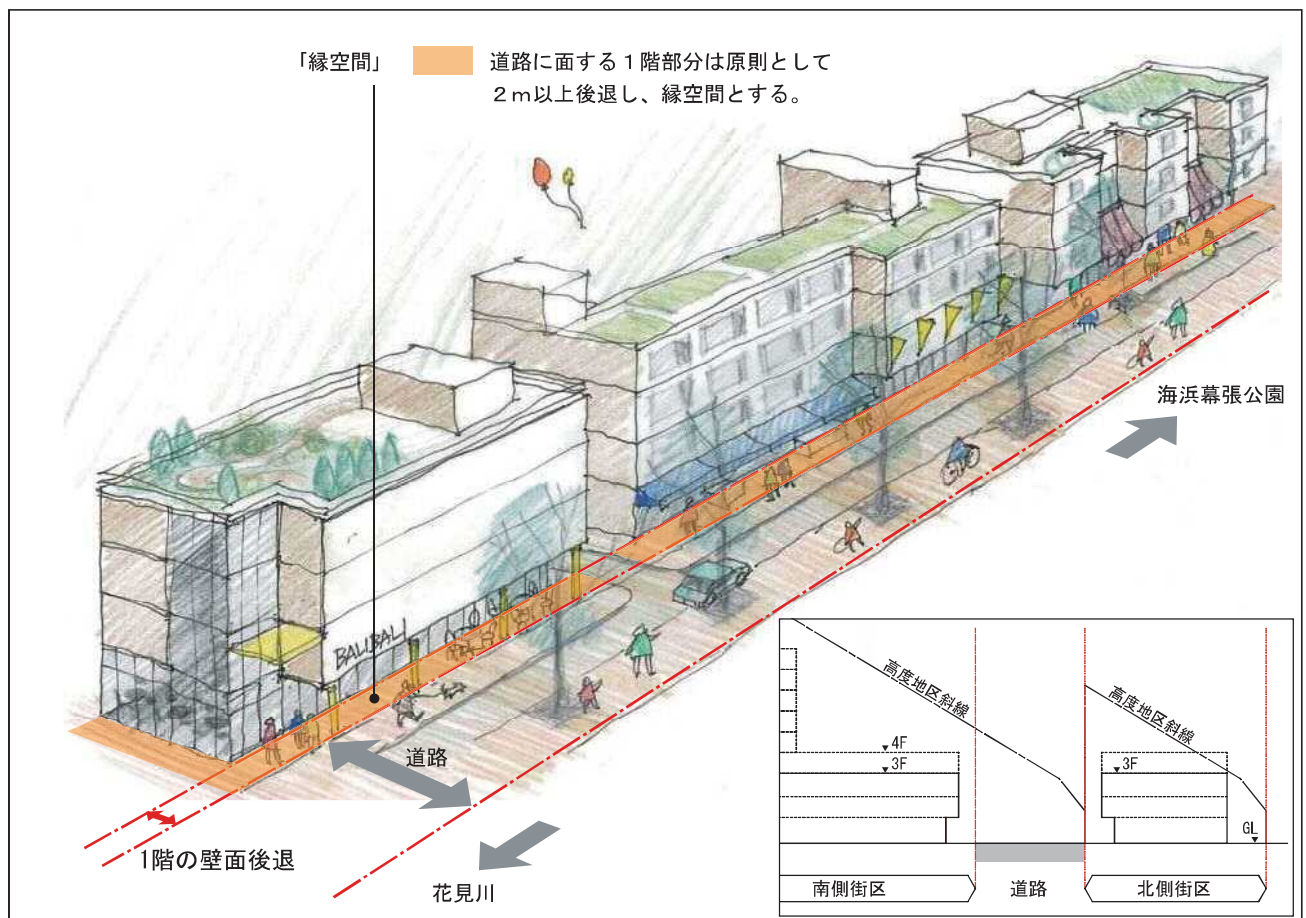 「縁空間」
道路に面する１階部分は原則として
２ｍ以上後退し、縁空間とする。
海浜幕張公園
BALIBALI
道路
1階の壁面後退
花見川
高度地区斜線
高度地区斜線
4F
3F
3F
GL
南側街区
道路
北側街区